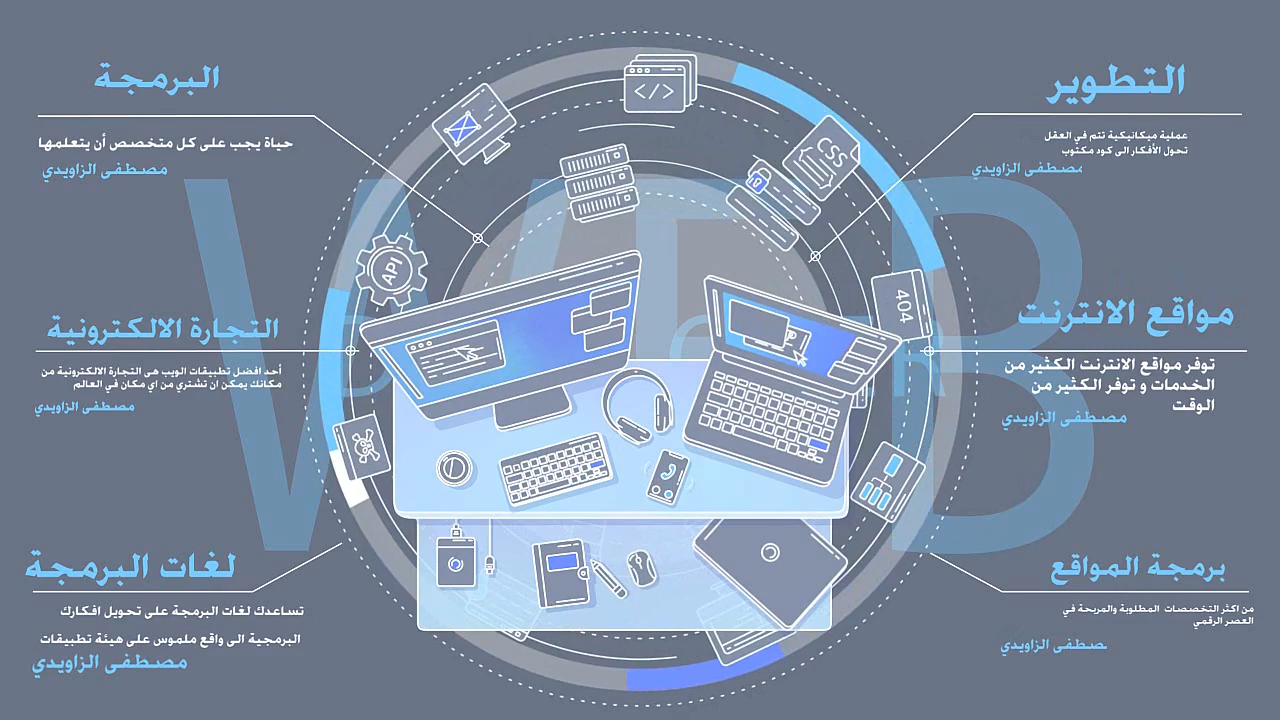 التطوير
عملية ميكانيكية تتم في العقل
تحول الأفكار الى كود مكتوب
مصطفى الزاويدي
البرمجة
حياة يجب على كل متخصص أن يتعلمها
مصطفى الزاويدي
مواقع الانترنت
توفر مواقع الانترنت الكثير من
الخدمات و توفر الكثير من
الوقت
مصطفى الزاويدي
التجارة الالكترونية
أحد افضل تطبيقات الويب هى التجارة الالكترونية من
مكانك يمكن ان تشتري من اي مكان في العالم
مصطفى الزاويدي
برمجة المواقع
من اكثر التخصصات المطلوبة والمربحة في
العصر الرقمي
صطفى الزاويدي
لغات البرمجة
تساعدك لغات البرمجة على تحويل افكارك
البرمجية الى واقع ملموس على هيئة تطبيقات
مصطفى الزاويدي
WEB
</>
CSS
API
404